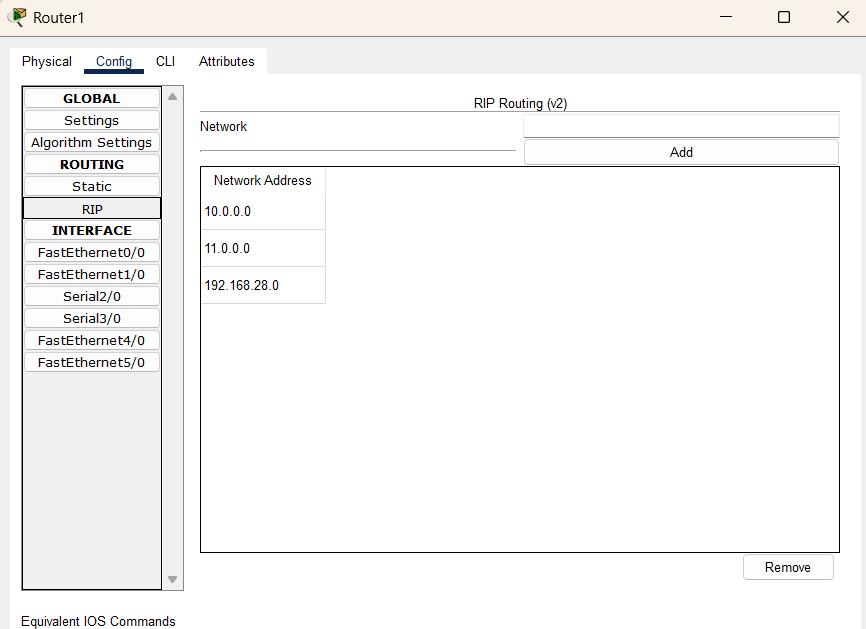 Router1
Physical Config CLI Attributes
GLOBAL
Settings
Algorithm Settings
ROUTING
Static
RIP
INTERFACE
FastEthernet0/0
FastEthernet1/0
Serial2/0
Serial3/0
FastEthernet4/0
FastEthernet5/0
RIP Routing (v2)
Network
Add
Network Address
10.0.0.0
11.0.0.0
192.168.28.0
Remove
Equivalent IOS Commands